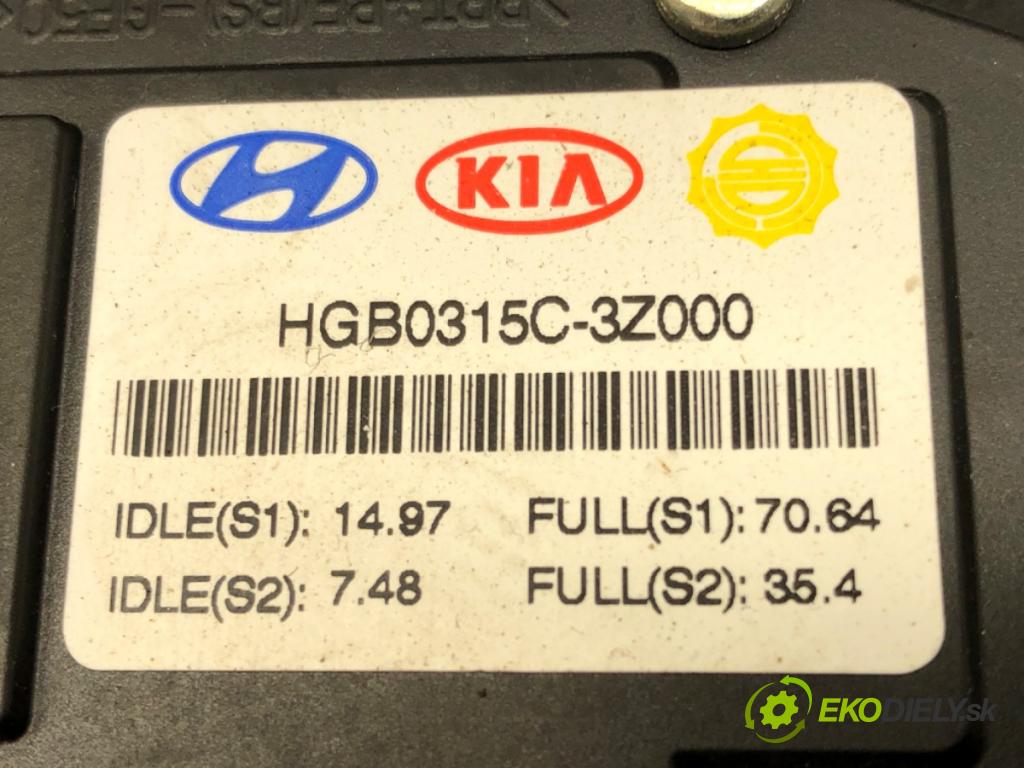 KIA
HGB0315C-3Z000
IDLE(S1): 14.97 FULL(S1): 70.64
IDLE(S2): 7.48 FULL(S2): 35.4
EKODIELY.sk